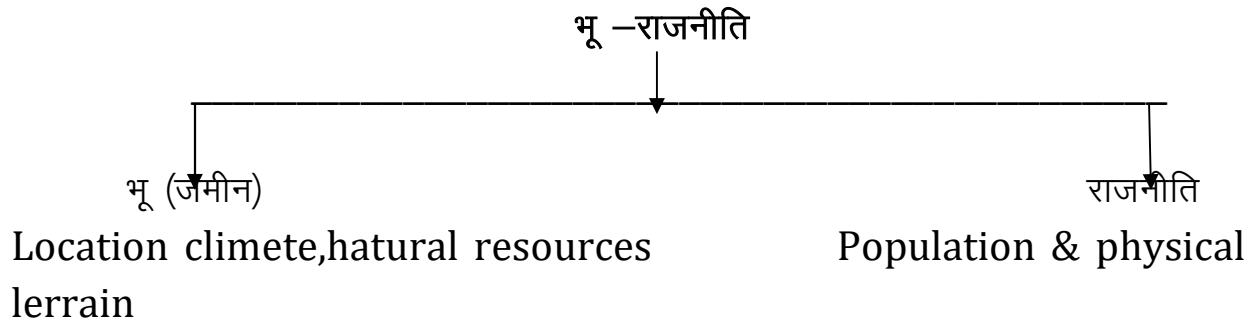 भू –राजनीति
भू (जमीन) राजनीति
Location climete,hatural resources Population & physical
lerrain